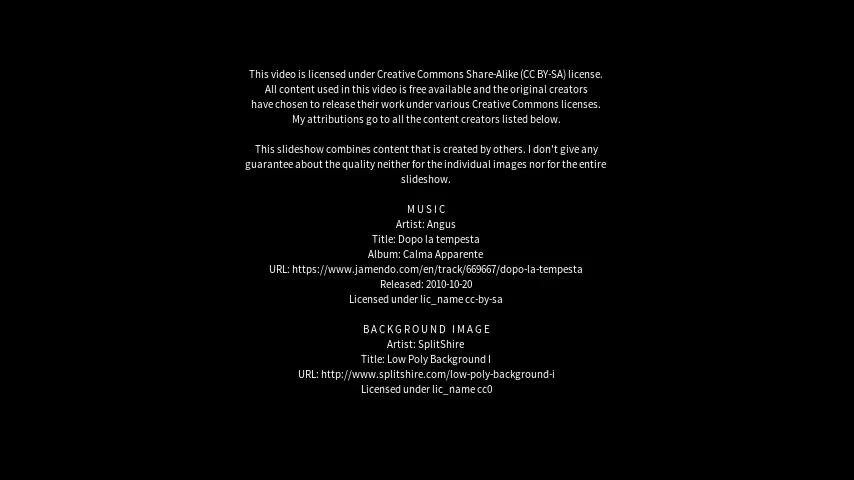 This video is licensed under Creative Commons Share-Alike (CC BY-SA) license.
All content used in this video is free available and the original creators
have chosen to release their work under various Creative Commons licenses.
My attributions go to all the content creators listed below.
This slideshow combines content that is created by others. I don't give any
guarantee about the quality neither for the individual images nor for the entire
slideshow.
MUSIC
Artist: Angus
Title: Dopo la tempesta
Album: Calma Apparente
URL: https://www.jamendo.com/en/track/669667/dopo-la-tempesta
Released: 2010-10-20
Licensed under lic_name cc-by-sa
BACKGROUND IMAGE
Artist: SplitShire
Title: Low Poly Background I
URL: http://www.splitshire.com/low-poly-background-i
Licensed under lic_name cc0